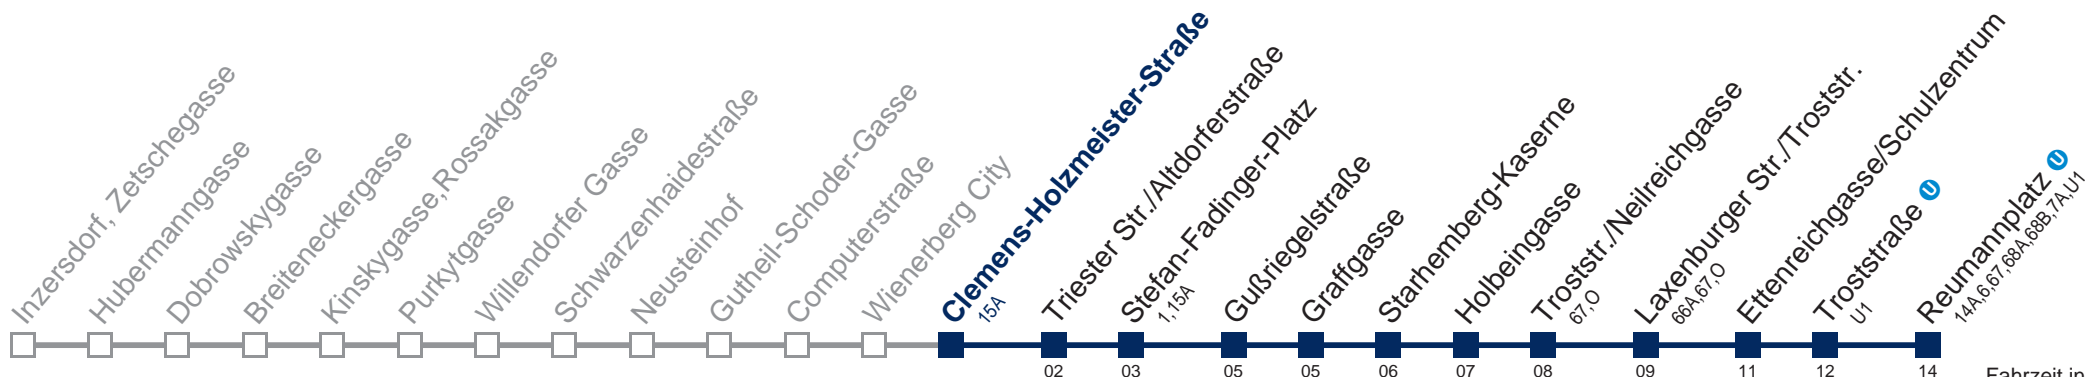 Inzersdorf, Zetschegasse
Hubermanngasse
Dobrowskygasse
Breiteneckergasse
Kinskygasse,Rossakgasse
Purkytgasse
Willendorfer Gasse
Schwarzenhaidestraße
Neusteinhof
Gutheil-Schoder-Gasse
Computerstraße
Wienerberg City
Clemens-Holzmeister-Straße
15A
Triester Str./Altdorferstraße
Stefan-Fadinger-Platz
1,15A
Gußriegelstraße
Graffgasse
Starhemberg-Kaserne
Holbeingasse
Troststr./Neilreichgasse
67,O
Laxenburger Str./Troststr.
66A,67,O
Ettenreichgasse/Schulzentrum
Troststraße U
U1
Reumannplatz U
14A,6,67,68A,68B,7A,U1
02 03 05 05 06 07 08 09 11 12 14
Fahrzeit in